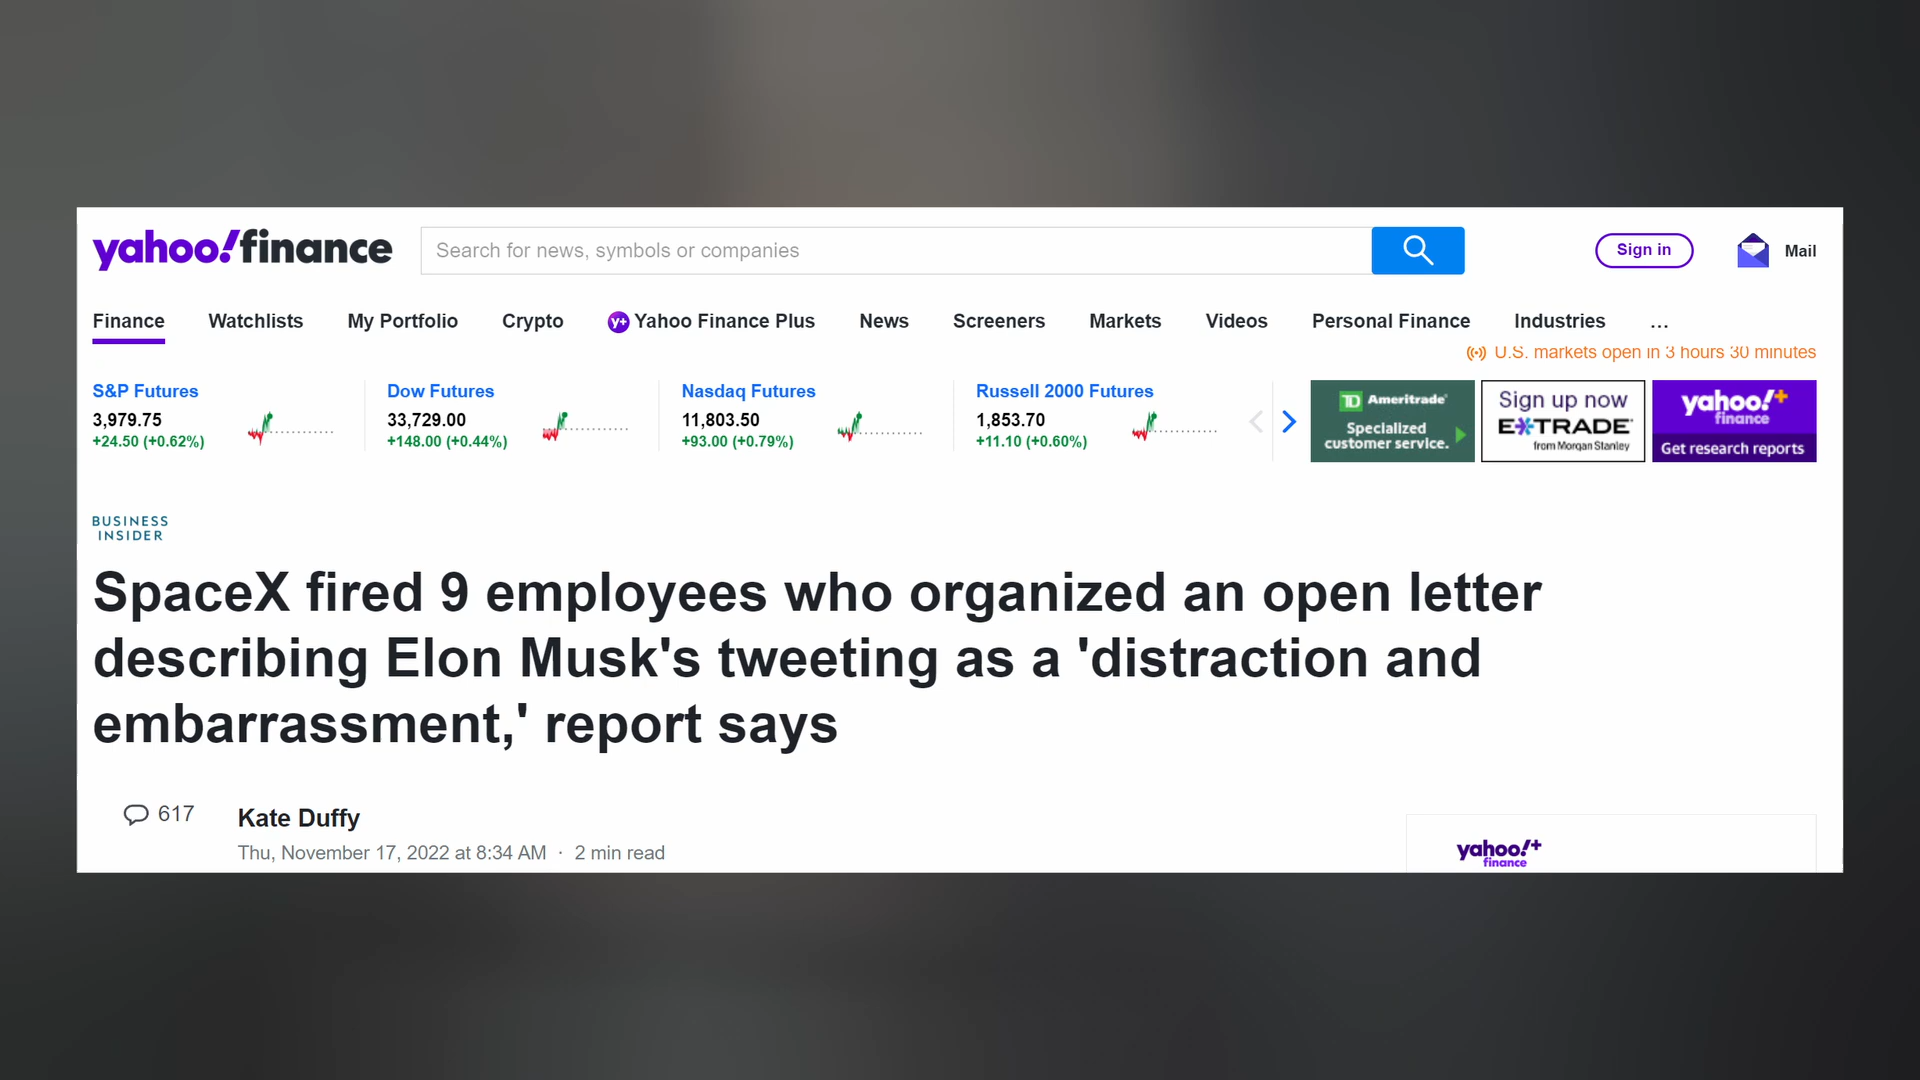 yahoo!finance
Search for news, symbols or companies
Sign in
Mail
Finance Watchlists My Portfolio Crypto y+ Yahoo Finance Plus News Screeners Markets Videos Personal Finance Industries ...
U.S. markets open in 3 hours 30 minutes
S&P Futures
3,979.75
+24.50 (+0.62%)
Dow Futures
33,729.00
+148.00 (+0.44%)
Nasdaq Futures
11,803.50
+93.00 (+0.79%)
Russell 2000 Futures
1,853.70
+11.10 (+0.60%)
TD Ameritrade
Specialized
customer service.
Sign up now
E*TRADE
from Morgan Stanley
yahoo!+
finance
Get research reports
BUSINESS
INSIDER
SpaceX fired 9 employees who organized an open letter
describing Elon Musk's tweeting as a 'distraction and
embarrassment,' report says
617
Kate Duffy
Thu, November 17, 2022 at 8:34 AM · 2 min read
yahoo!+
finance